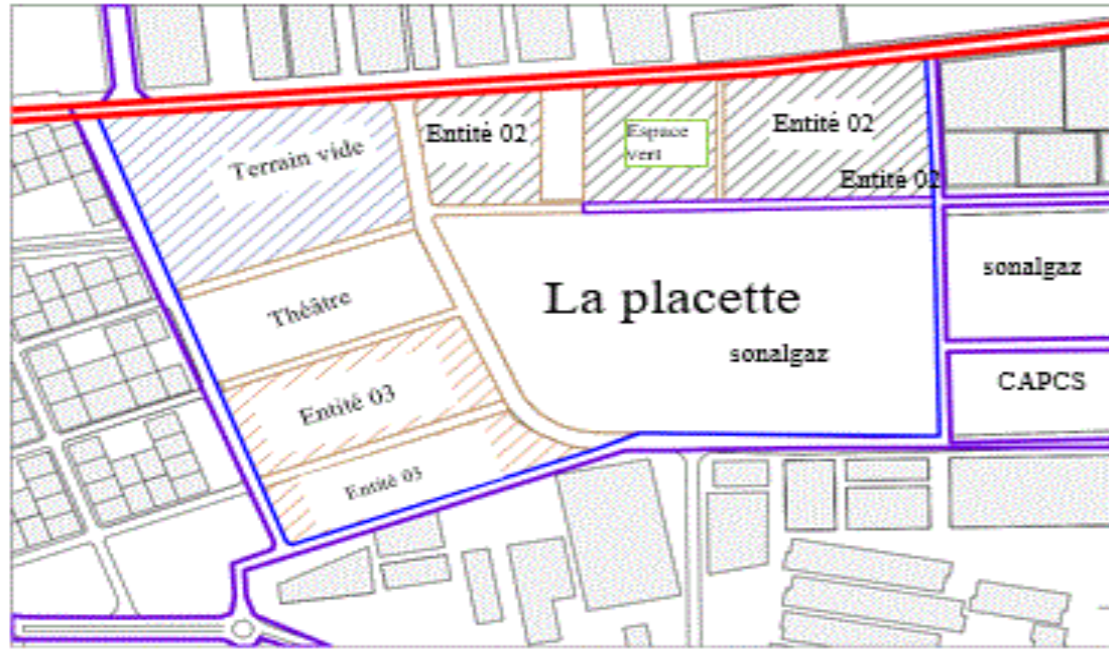 Terrain vide
Entité 02
Espace
vert
Entité 02
Entité 02
Théâtre
La placette
sonalgaz
sonalgaz
Entité 03
CAPCS
Entité 03